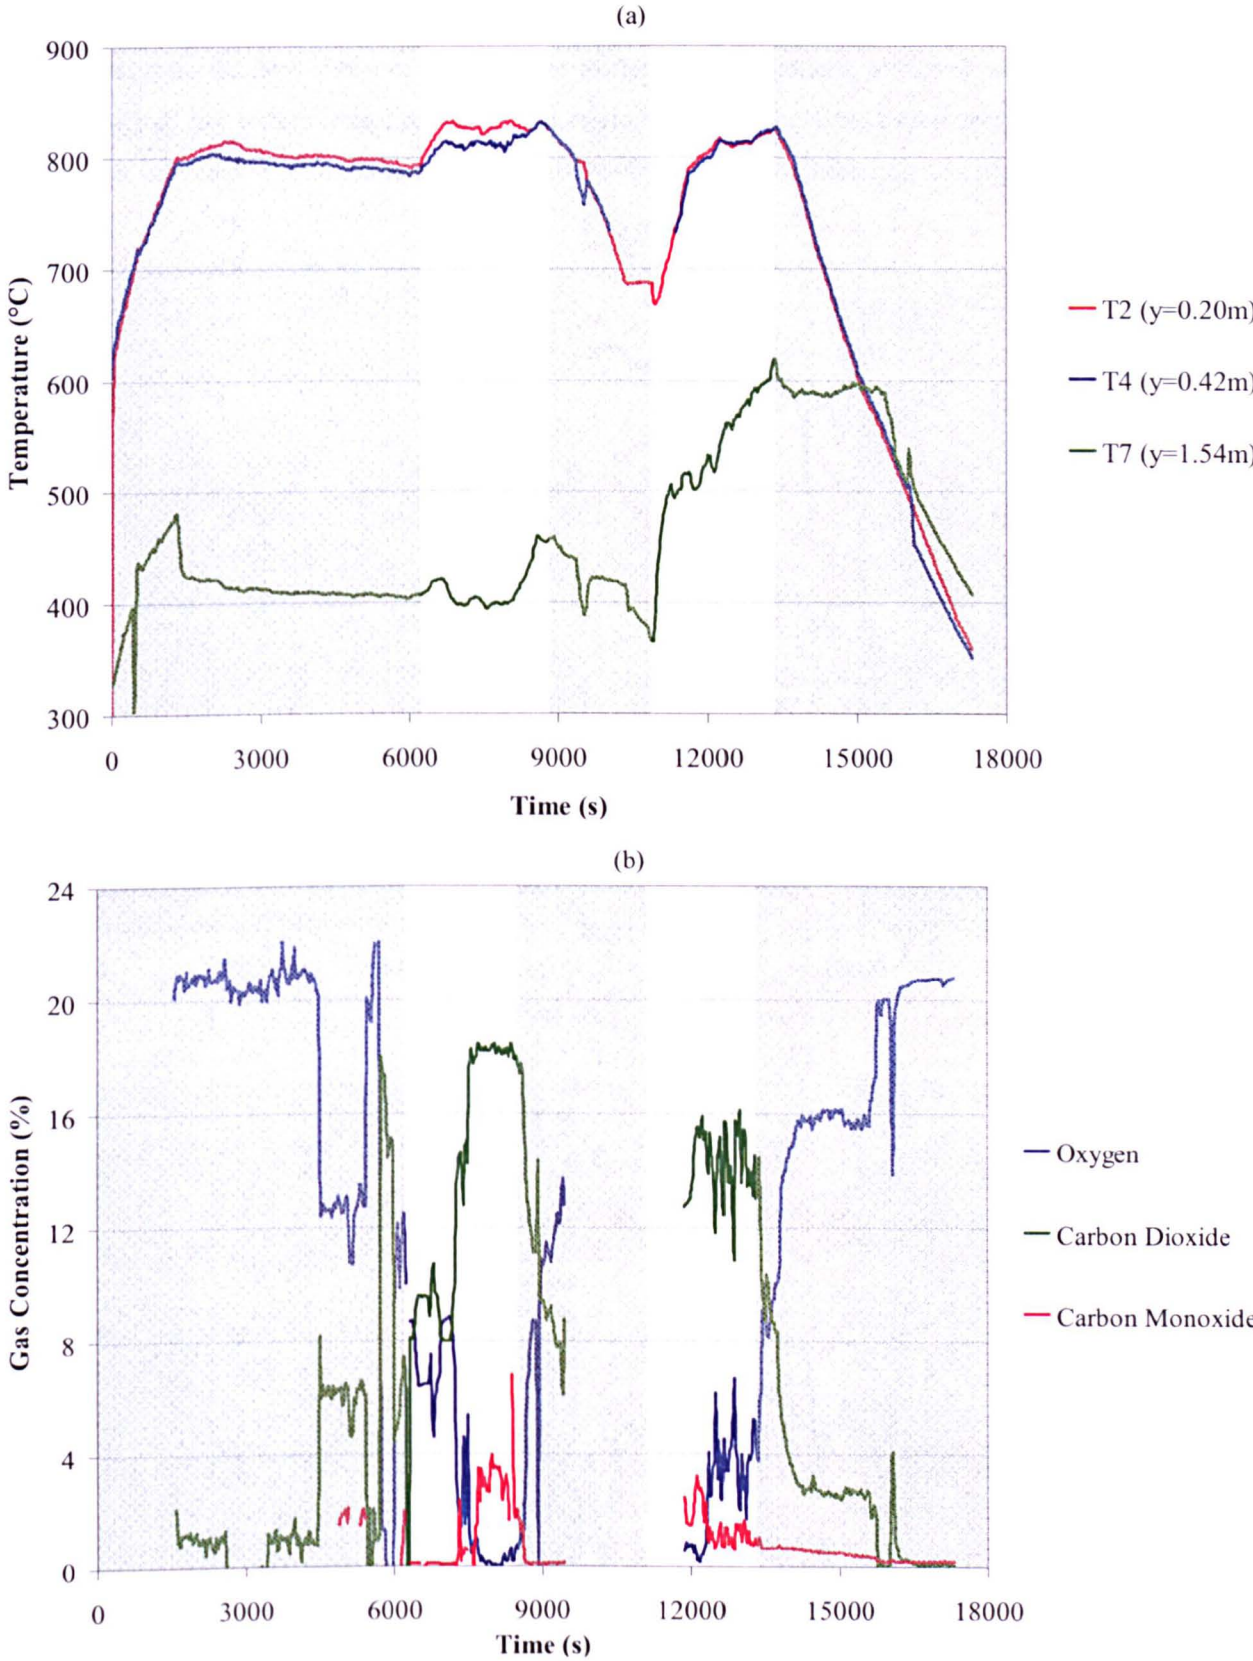 (a)
900
800
700
600
500
400
300
Temperature (°C)
0 3000 6000 9000 12000 15000 18000
Time (s)
T2 (y=0.20m)
T4 (y=0.42m)
T7 (y=1.54m)
(b)
24
20
16
12
8
4
0
Gas Concentration (%)
0 3000 6000 9000 12000 15000 18000
Time (s)
Oxygen
Carbon Dioxide
Carbon Monoxide